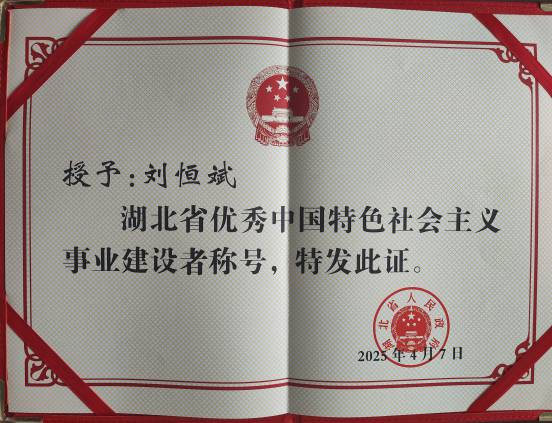 授予:刘恒斌
湖北省优秀中国特色社会主义
事业建设者称号，特发此证。
湖北省人民政府
2025年4月7日